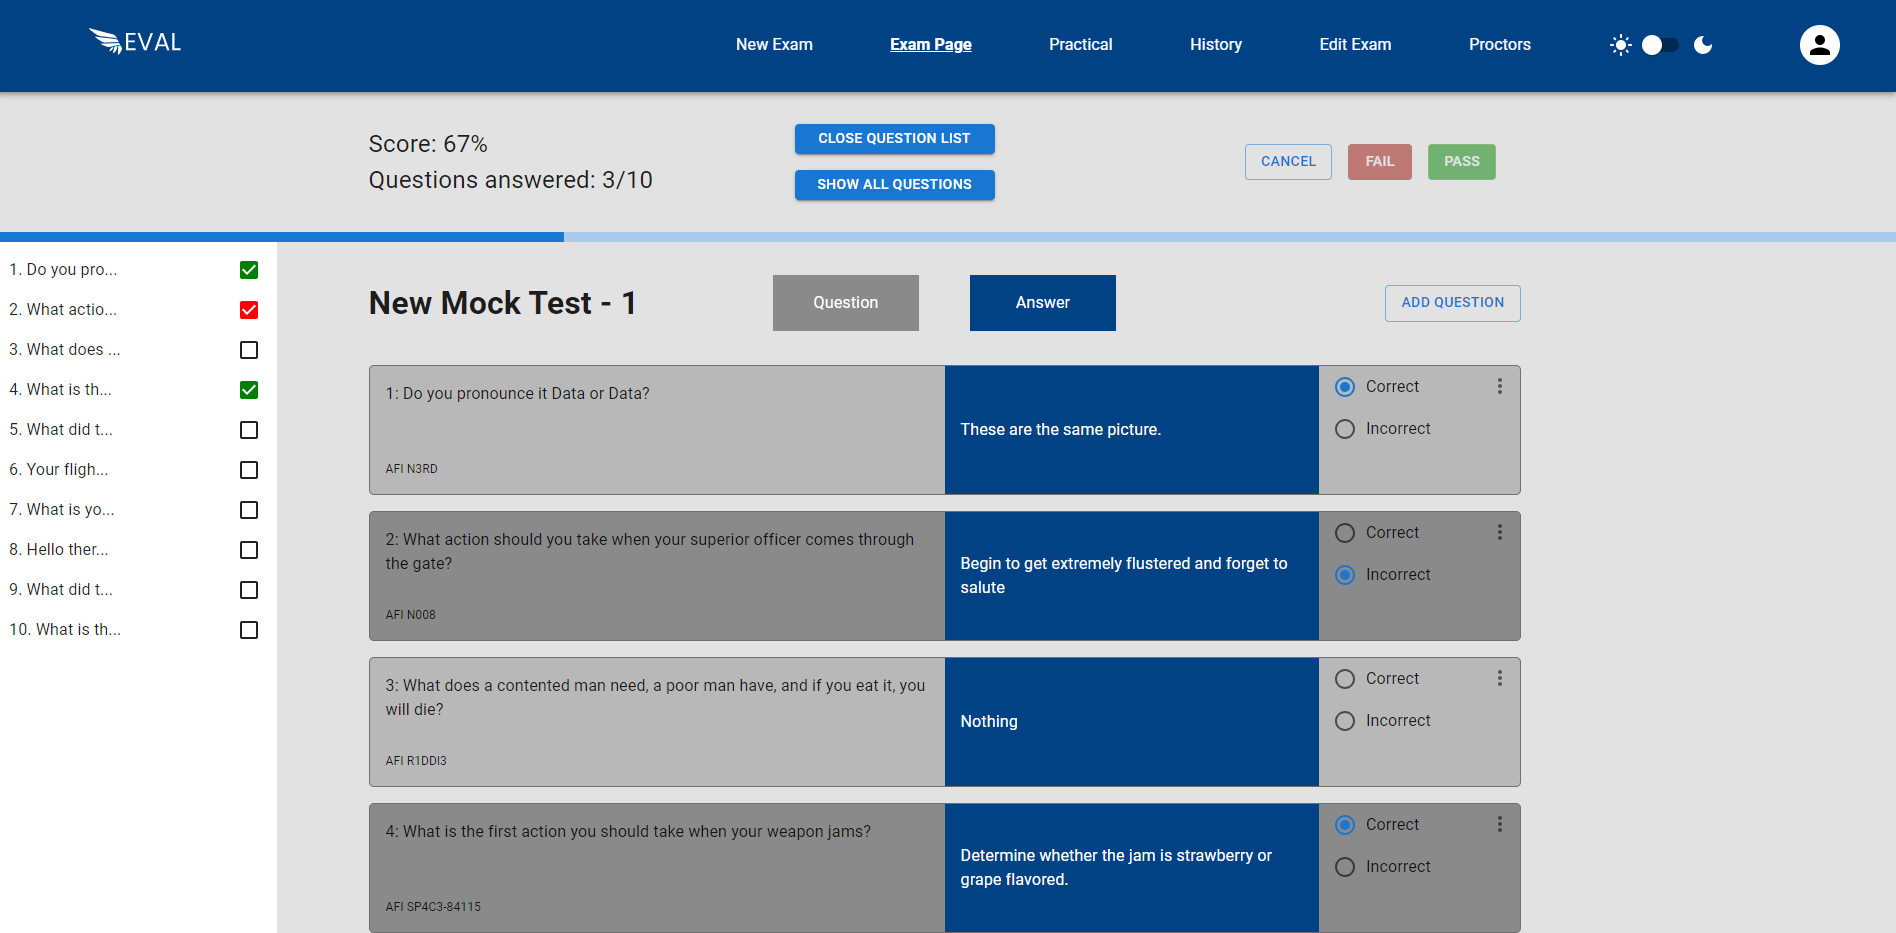 EVAL
New Exam
Exam Page
Practical
History
Edit Exam
Proctors
Score: 67%
Questions answered: 3/10
CLOSE QUESTION LIST
SHOW ALL QUESTIONS
CANCEL
FAIL
PASS
1. Do you pro...
2. What actio...
3. What does ...
4. What is th...
5. What did t...
6. Your fligh...
7. What is yo...
8. Hello ther...
9. What did t...
10. What is th...
New Mock Test - 1
Question
Answer
ADD QUESTION
1: Do you pronounce it Data or Data?
AFI N3RD
These are the same picture.
Correct
Incorrect
2: What action should you take when your superior officer comes through
the gate?
AFI N008
Begin to get extremely flustered and forget to
salute
Correct
Incorrect
3: What does a contented man need, a poor man have, and if you eat it, you
will die?
AFI R1DDI3
Nothing
Correct
Incorrect
4: What is the first action you should take when your weapon jams?
AFI SP4C3-84115
Determine whether the jam is strawberry or
grape flavored.
Correct
Incorrect